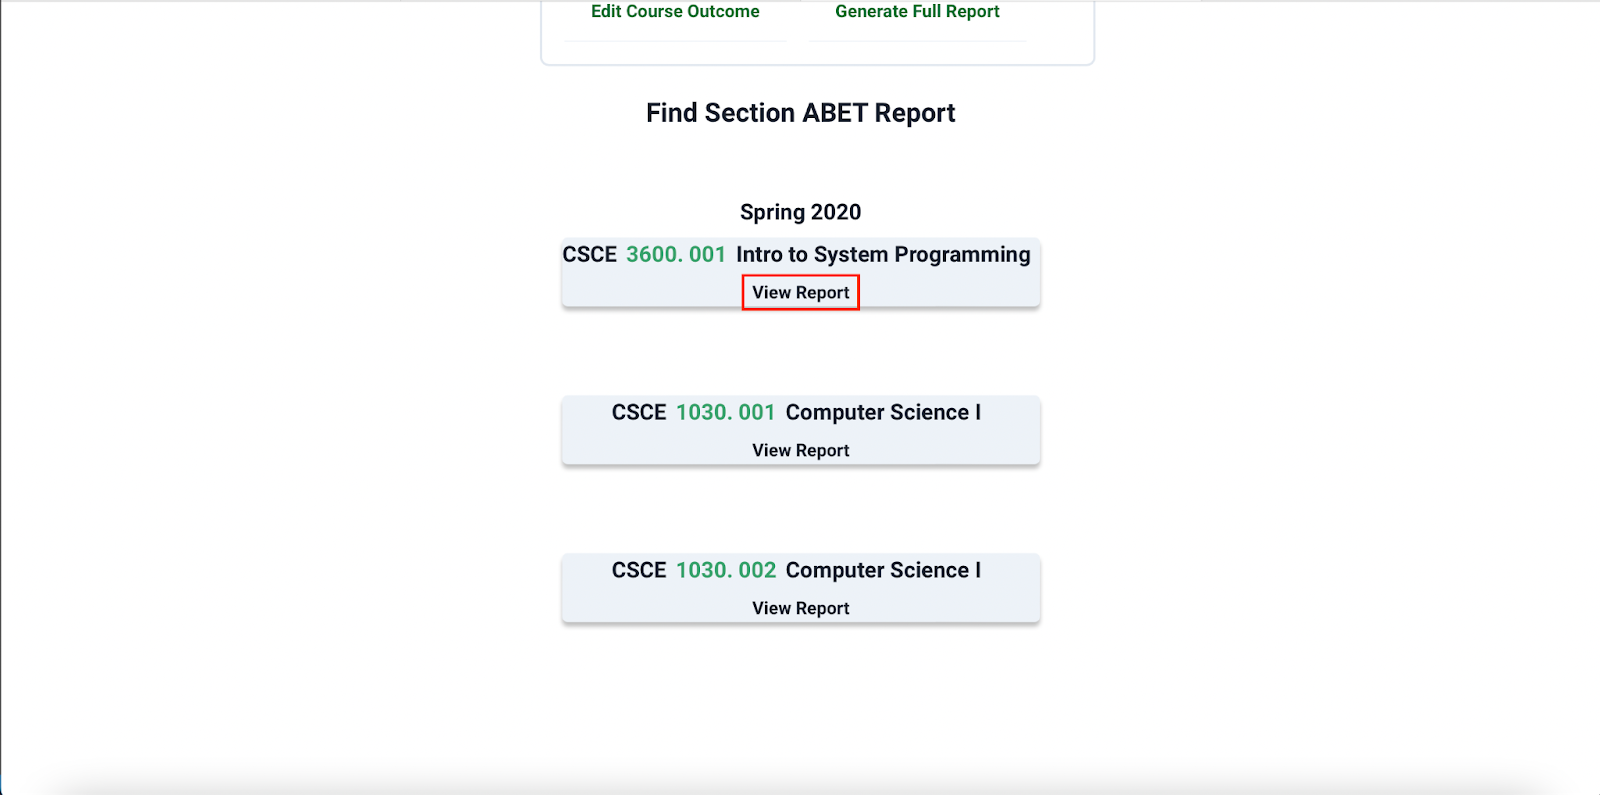 Edit Course Outcome Generate Full Report
Find Section ABET Report
Spring 2020
CSCE 3600. 001 Intro to System Programming
View Report
CSCE 1030. 001 Computer Science I
View Report
CSCE 1030. 002 Computer Science I
View Report